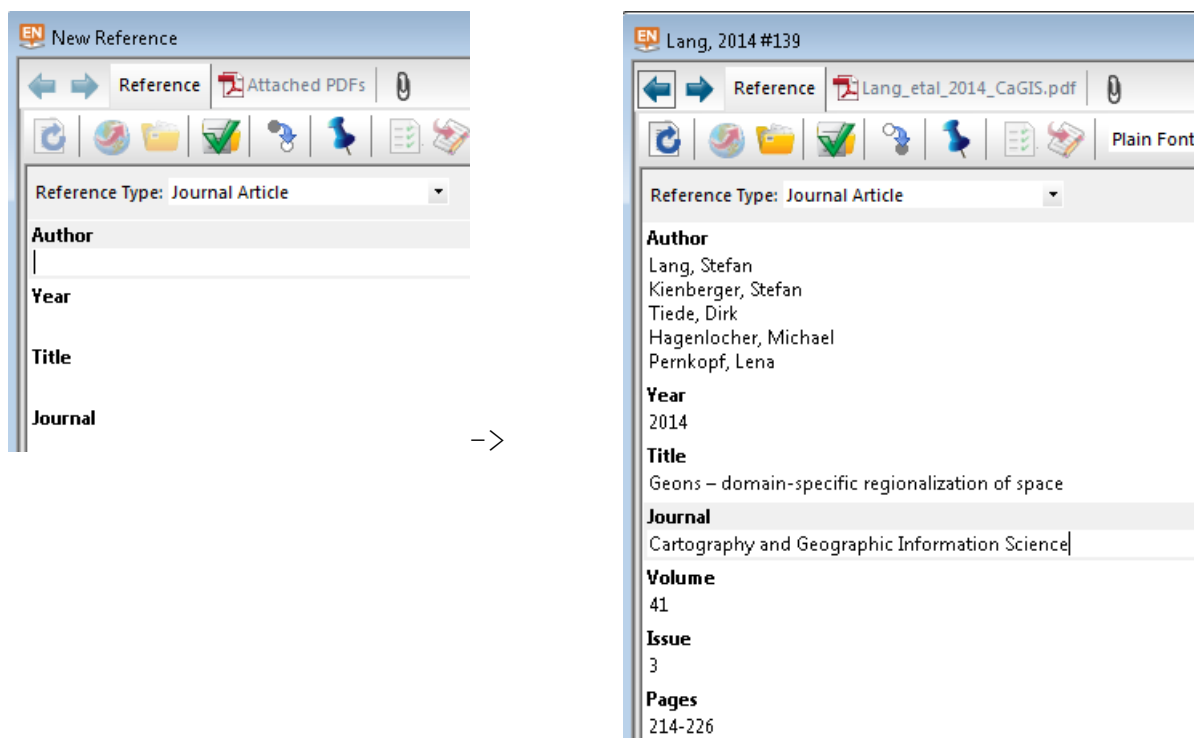 EN New Reference
Reference Attached PDFs
Reference Type: Journal Article
Author
Year
Title
Journal
–>
EN Lang, 2014 #139
Reference Lang_etal_2014_CaGIS.pdf
Plain Font
Reference Type: Journal Article
Author
Lang, Stefan
Kienberger, Stefan
Tiede, Dirk
Hagenlocher, Michael
Pernkopf, Lena
Year
2014
Title
Geons – domain-specific regionalization of space
Journal
Cartography and Geographic Information Science
Volume
41
Issue
3
Pages
214-226